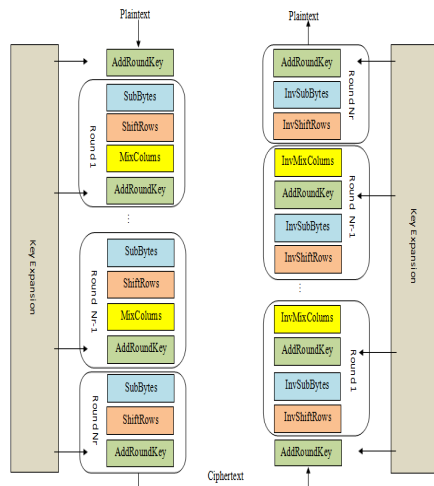 Plaintext
AddRoundKey
SubBytes
ShiftRows
MixColums
AddRoundKey
Round 1
...
SubBytes
ShiftRows
MixColums
AddRoundKey
Round Nr-1
SubBytes
ShiftRows
AddRoundKey
Round Nr
Key Expansion
Ciphertext
Plaintext
AddRoundKey
InvSubBytes
InvShiftRows
Round Nr
InvMixColums
AddRoundKey
InvSubBytes
InvShiftRows
Round Nr-1
...
InvMixColums
AddRoundKey
InvSubBytes
InvShiftRows
Round 1
AddRoundKey
Key Expansion